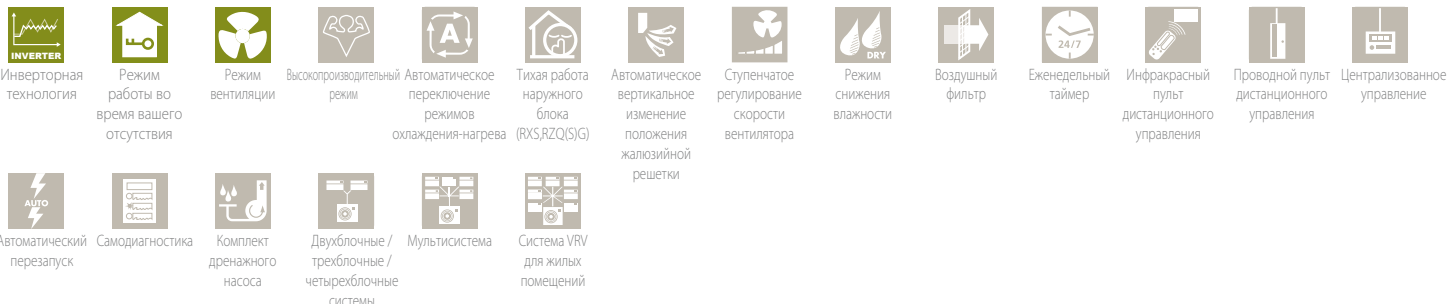 INVERTER
Инверторная
технология
Режим
работы во
время вашего
отсутствия
Режим
вентиляции
Высокопроизводительный
режим
A
Автоматическое
переключение
режимов
охлаждения-нагрева
Тихая работа
наружного
блока
(RXS,RZQ(S)G)
Автоматическое
вертикальное
изменение
положения
жалюзийной
решетки
Ступенчатое
регулирование
скорости
вентилятора
DRY
Режим
снижения
влажности
Воздушный
фильтр
24/7
Еженедельный
таймер
Инфракрасный
пульт
дистанционного
управления
Проводной пульт
дистанционного
управления
Централизованное
управление
AUTO
Автоматический
перезапуск
Самодиагностика
Комплект
дренажного
насоса
Двухблочные /
трехблочные /
четырехблочные
системы
Мультисистема
Система VRV
для жилых
помещений